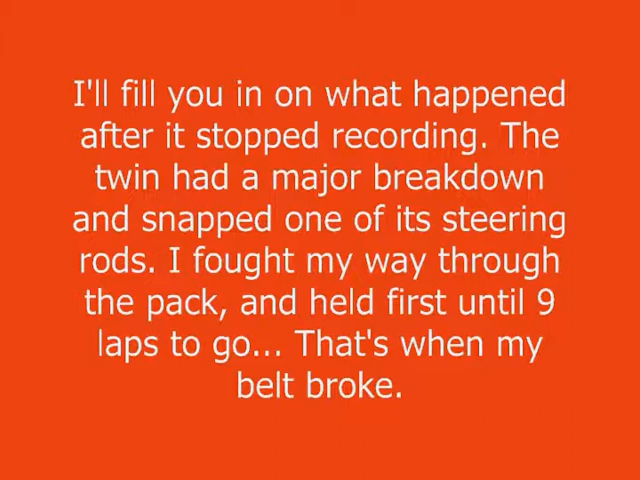 I'll fill you in on what happened
after it stopped recording. The
twin had a major breakdown
and snapped one of its steering
rods. I fought my way through
the pack, and held first until 9
laps to go... That's when my
belt broke.